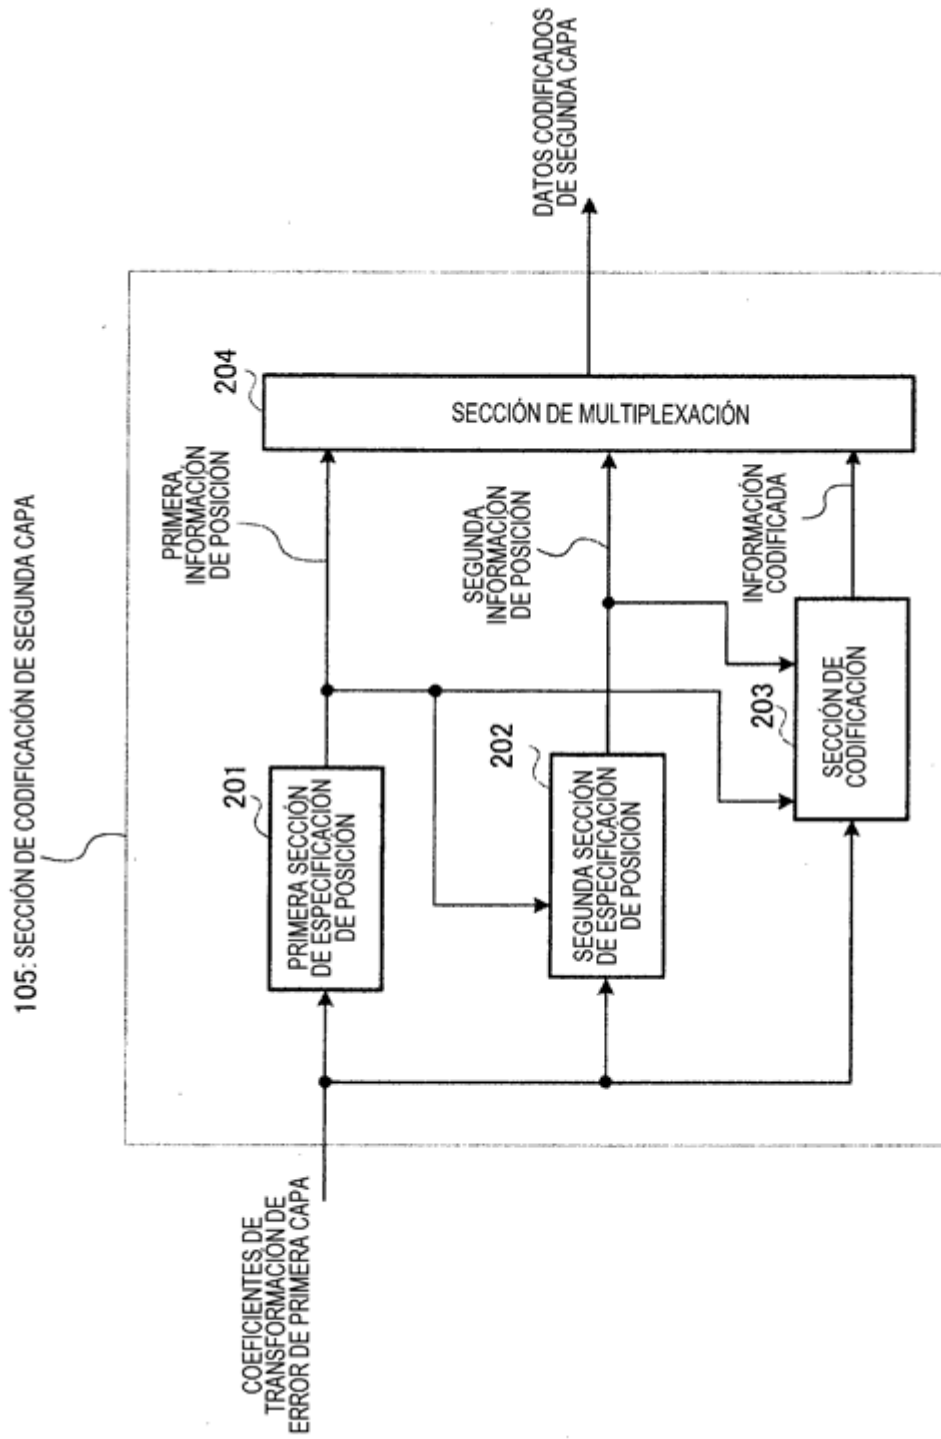 105: SECCIÓN DE CODIFICACIÓN DE SEGUNDA CAPA
COEFICIENTES DE
TRANSFORMACIÓN DE
ERROR DE PRIMERA CAPA
201
PRIMERA SECCIÓN
DE ESPECIFICACIÓN
DE POSICIÓN
PRIMERA
INFORMACIÓN
DE POSICIÓN
202
SEGUNDA SECCIÓN
DE ESPECIFICACIÓN
DE POSICIÓN
SEGUNDA
INFORMACIÓN
DE POSICIÓN
203
SECCIÓN DE
CODIFICACIÓN
INFORMACIÓN
CODIFICADA
204
SECCIÓN DE MULTIPLEXACIÓN
DATOS CODIFICADOS
DE SEGUNDA CAPA